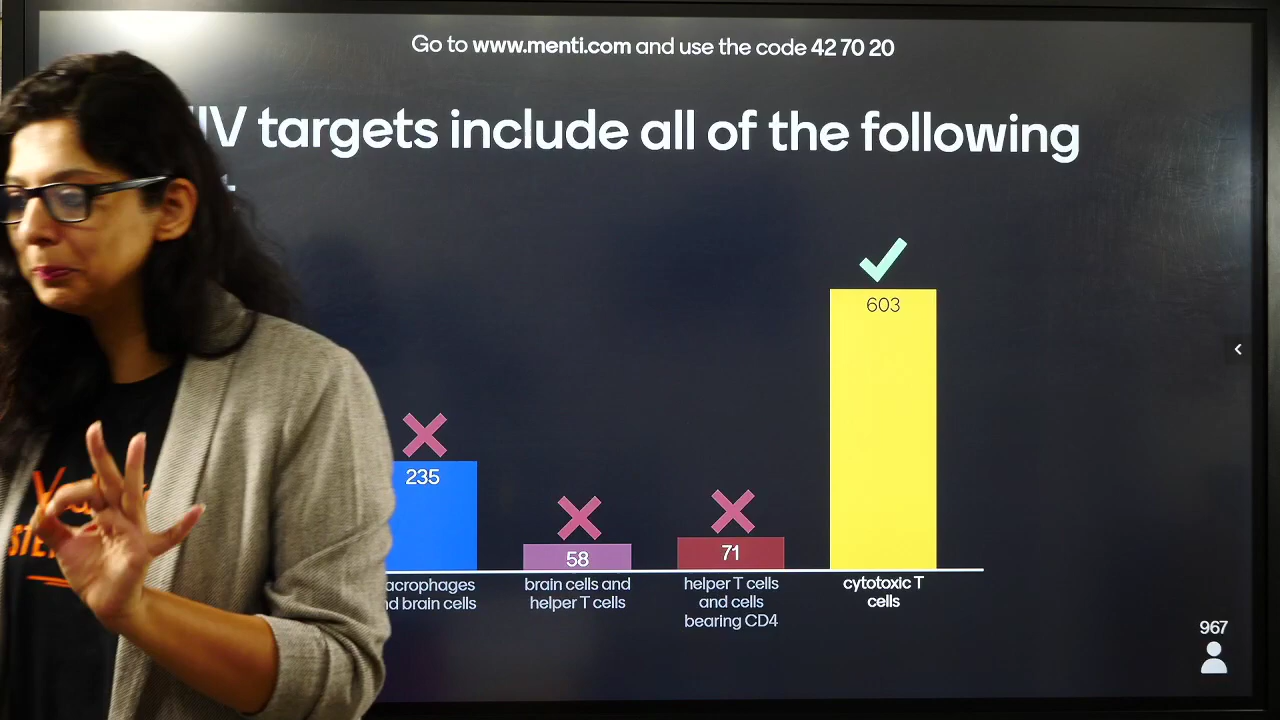 Go to www.menti.com and use the code 42 70 20
IV targets include all of the following
603
235
58
71
acrophages
nd brain cells
brain cells and
helper T cells
helper T cells
and cells
bearing CD4
cytotoxic T
cells
967